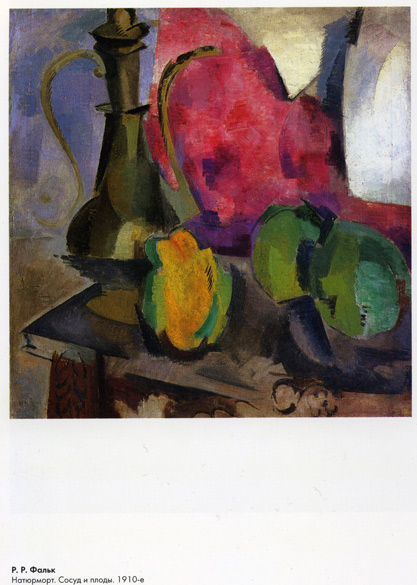 Р. Р. Фальк
Натюрморт. Сосуд и плоды. 1910-е